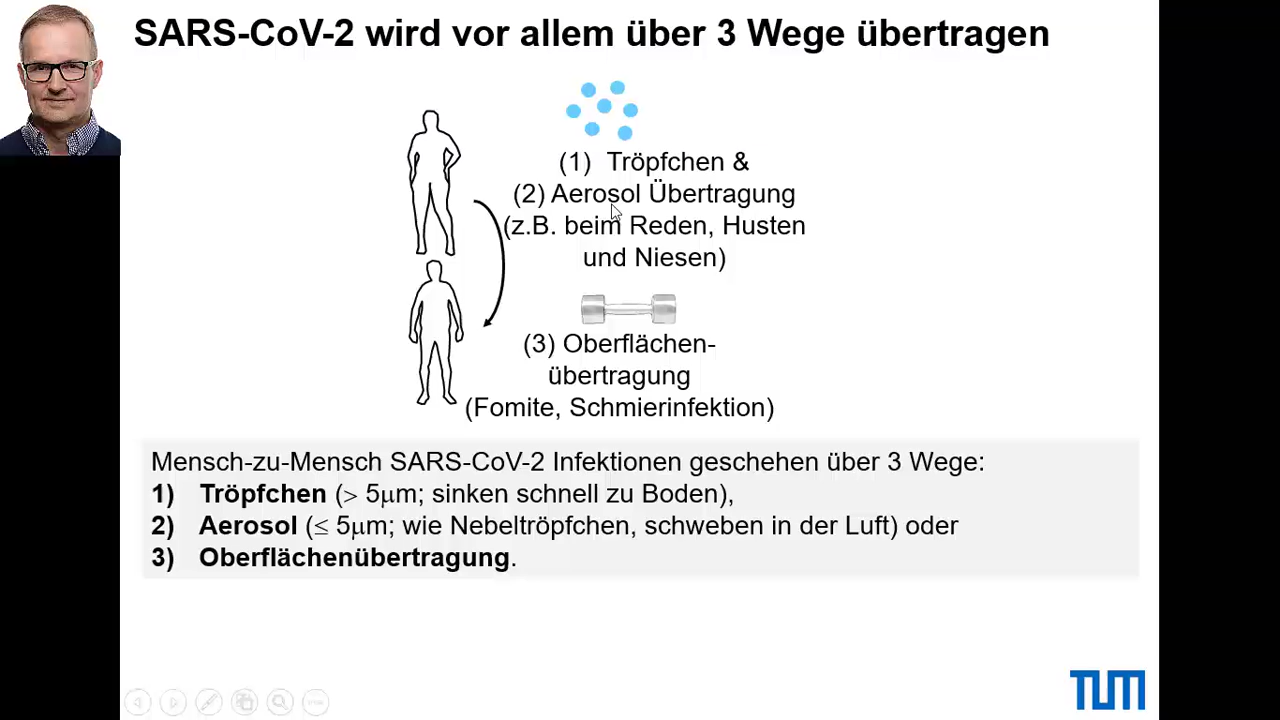 SARS-CoV-2 wird vor allem über 3 Wege übertragen
(1) Tröpfchen &
(2) Aerosol Übertragung
(z.B. beim Reden, Husten
und Niesen)
(3) Oberflächen-
übertragung
(Fomite, Schmierinfektion)
Mensch-zu-Mensch SARS-CoV-2 Infektionen geschehen über 3 Wege:
1) Tröpfchen (> 5μm; sinken schnell zu Boden),
2) Aerosol (≤ 5μm; wie Nebeltröpfchen, schweben in der Luft) oder
3) Oberflächenübertragung.
TUM